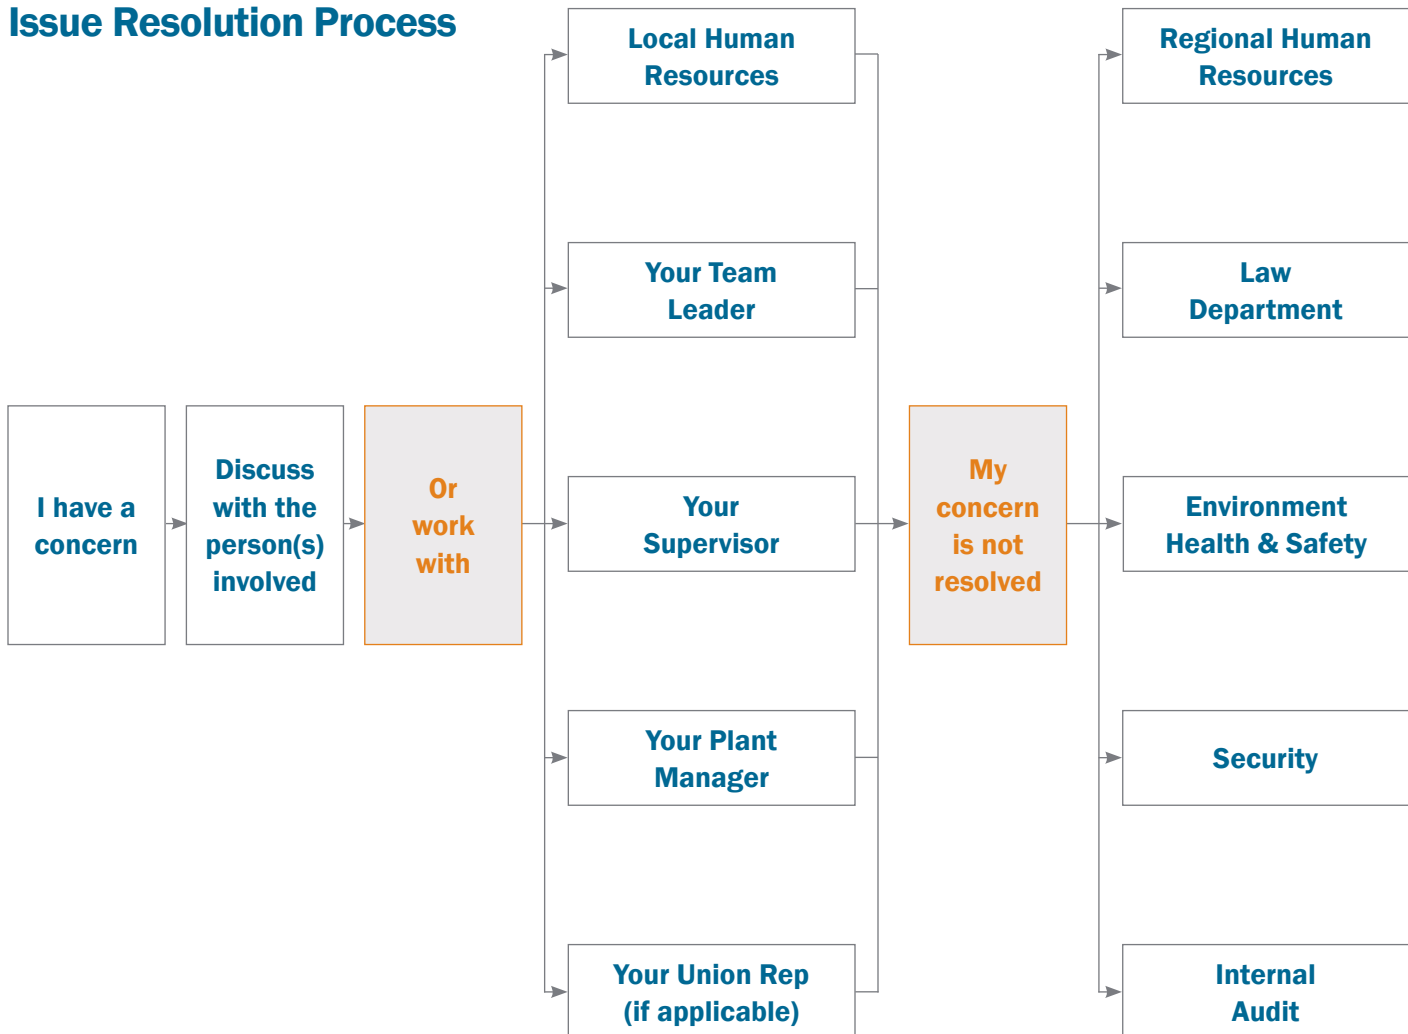 Issue Resolution Process
I have a
concern
Discuss
with the
person(s)
involved
Or
work
with
Local Human
Resources
Your Team
Leader
Your
Supervisor
Your Plant
Manager
Your Union Rep
(if applicable)
My
concern
is not
resolved
Regional Human
Resources
Law
Department
Environment
Health & Safety
Security
Internal
Audit